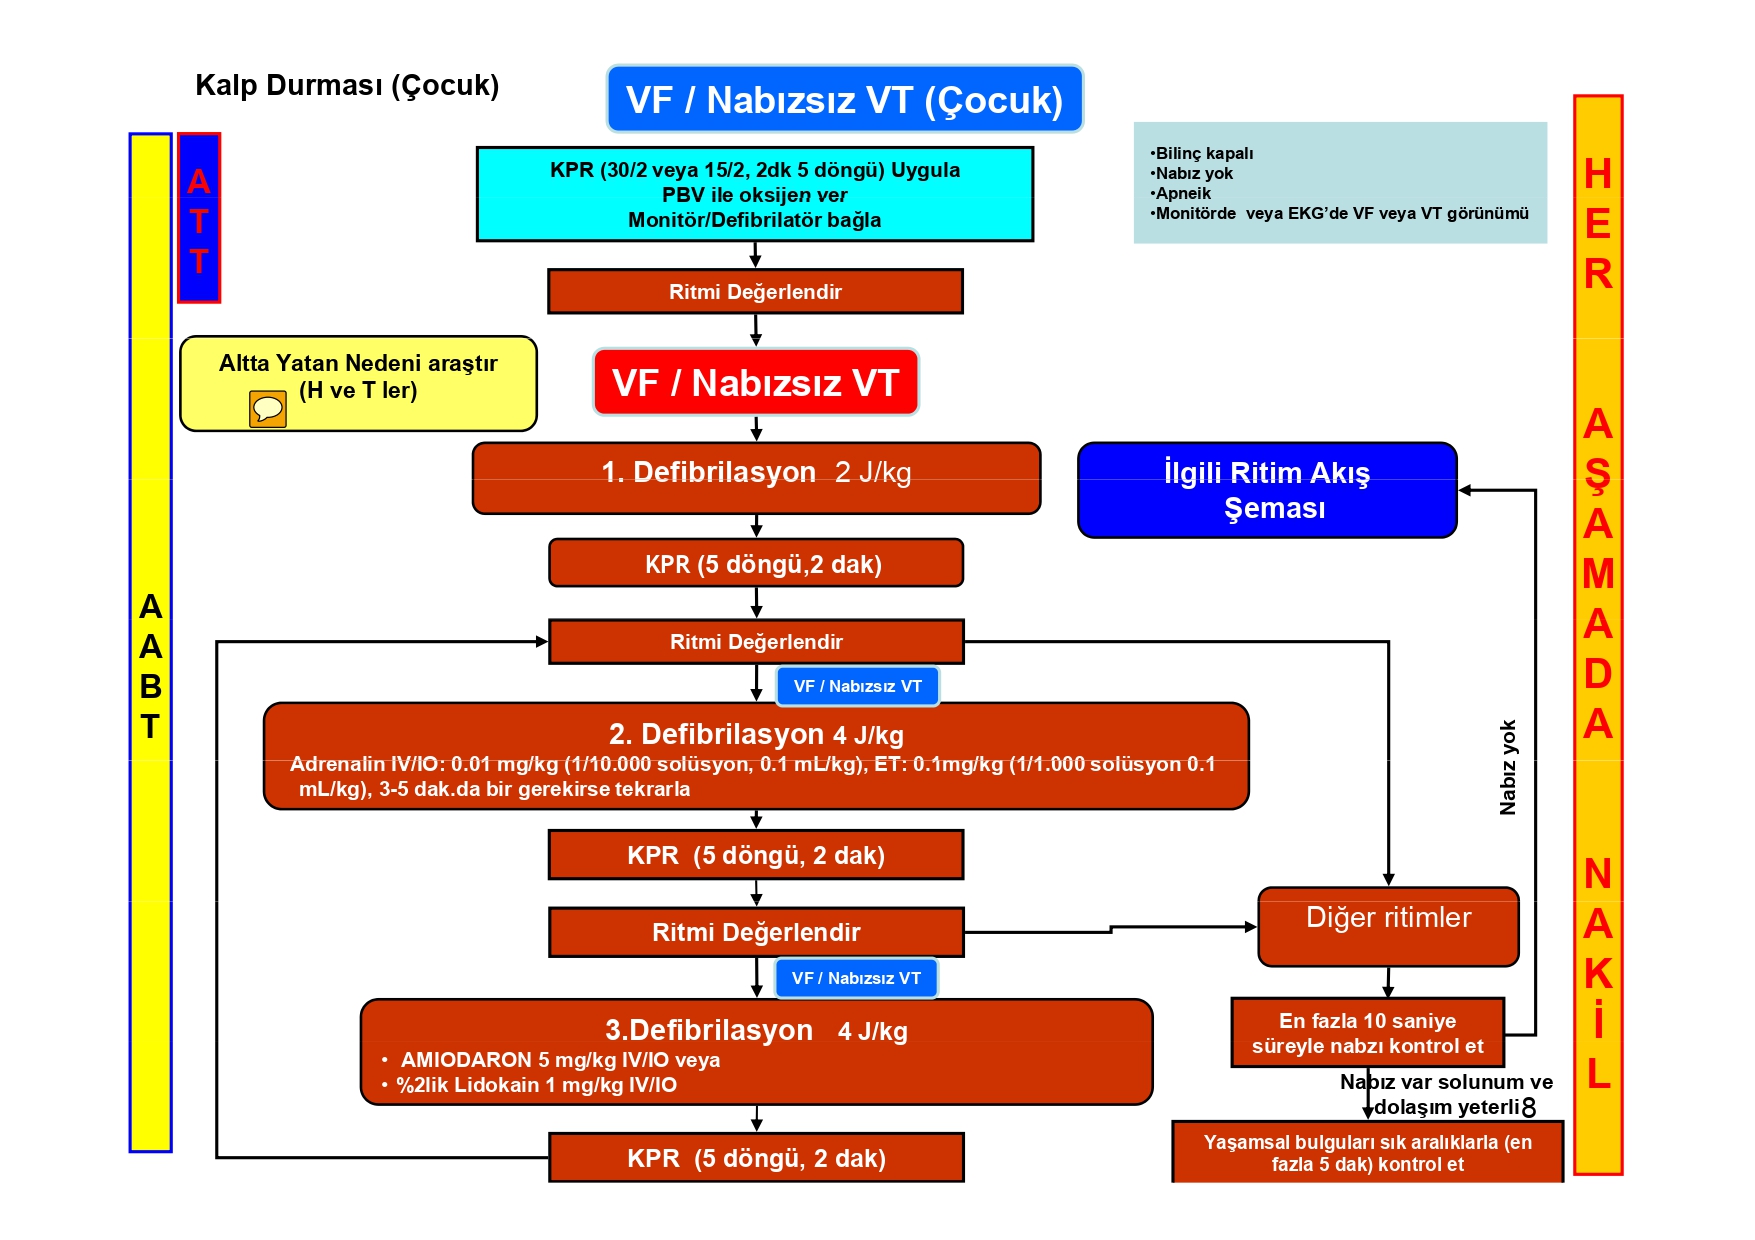 Kalp Durması (Çocuk)
VF / Nabızsız VT (Çocuk)
KPR (30/2 veya 15/2, 2dk 5 döngü) Uygula
PBV ile oksijen ver
Monitör/Defibrilatör bağla
•Bilinç kapalı
•Nabız yok
•Apneik
•Monitörde  veya EKG’de VF veya VT görünümü
ATT
AABT
HER AŞAMADA NAKİL
Ritmi Değerlendir
Altta Yatan Nedeni araştır
(H ve T ler)
VF / Nabızsız VT
1. Defibrilasyon  2 J/kg
İlgili Ritim Akış
Şeması
KPR (5 döngü,2 dak)
Ritmi Değerlendir
VF / Nabızsız VT
2. Defibrilasyon 4 J/kg
Adrenalin IV/IO: 0.01 mg/kg (1/10.000 solüsyon, 0.1 mL/kg), ET: 0.1mg/kg (1/1.000 solüsyon 0.1
mL/kg), 3-5 dak.da bir gerekirse tekrarla
Nabız yok
KPR  (5 döngü, 2 dak)
Ritmi Değerlendir
Diğer ritimler
VF / Nabızsız VT
3.Defibrilasyon   4 J/kg
• AMIODARON 5 mg/kg IV/IO veya
• %2lik Lidokain 1 mg/kg IV/IO
En fazla 10 saniye
süreyle nabzı kontrol et
Nabız var solunum ve
dolaşım yeterli
8
KPR  (5 döngü, 2 dak)
Yaşamsal bulguları sık aralıklarla (en
fazla 5 dak) kontrol et